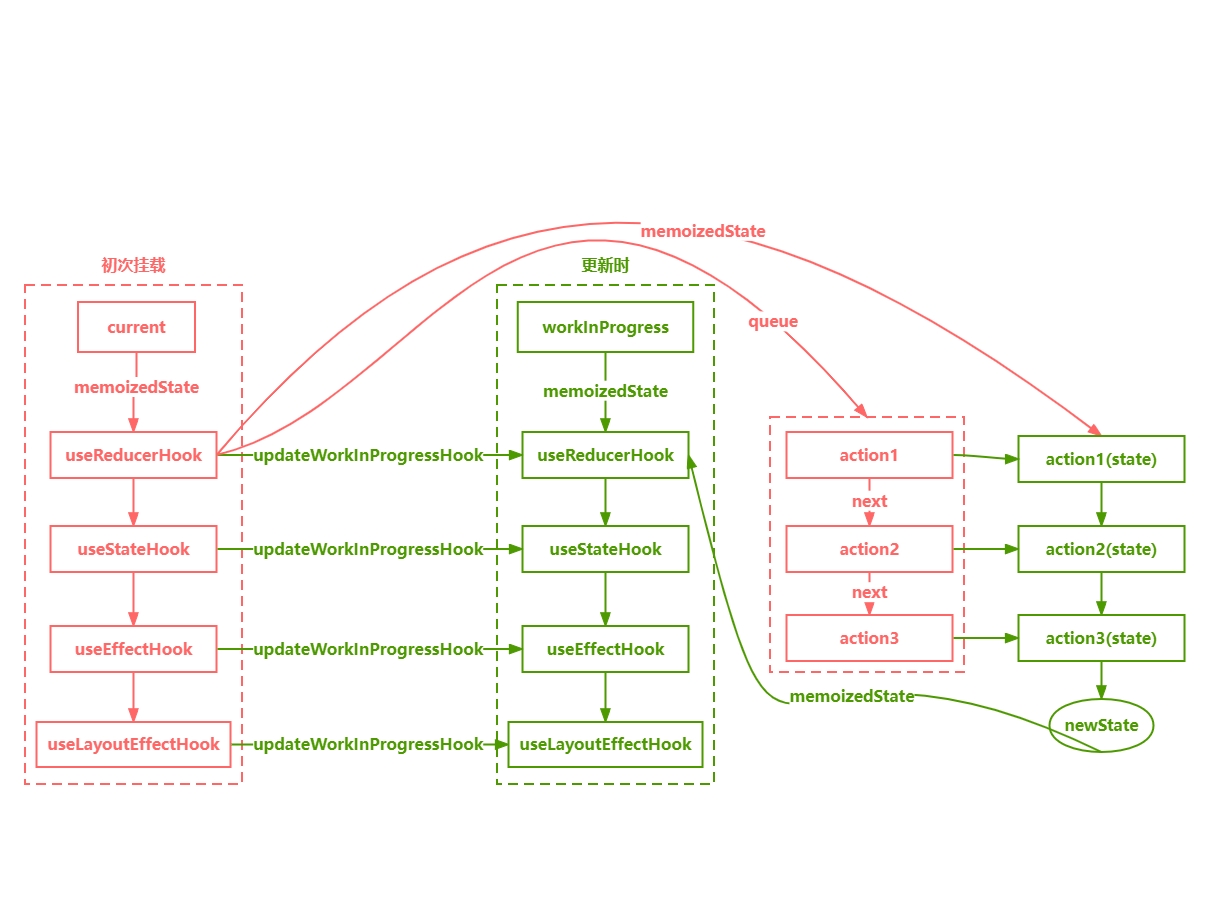 memoizedState
初次挂载
更新时
queue
current
workInProgress
memoizedState
memoizedState
useReducerHook
updateWorkInProgressHook
useReducerHook
action1
action1(state)
next
useStateHook
updateWorkInProgressHook
useStateHook
action2
action2(state)
next
useEffectHook
updateWorkInProgressHook
useEffectHook
action3
action3(state)
memoizedState
newState
useLayoutEffectHook
updateWorkInProgressHook
useLayoutEffectHook